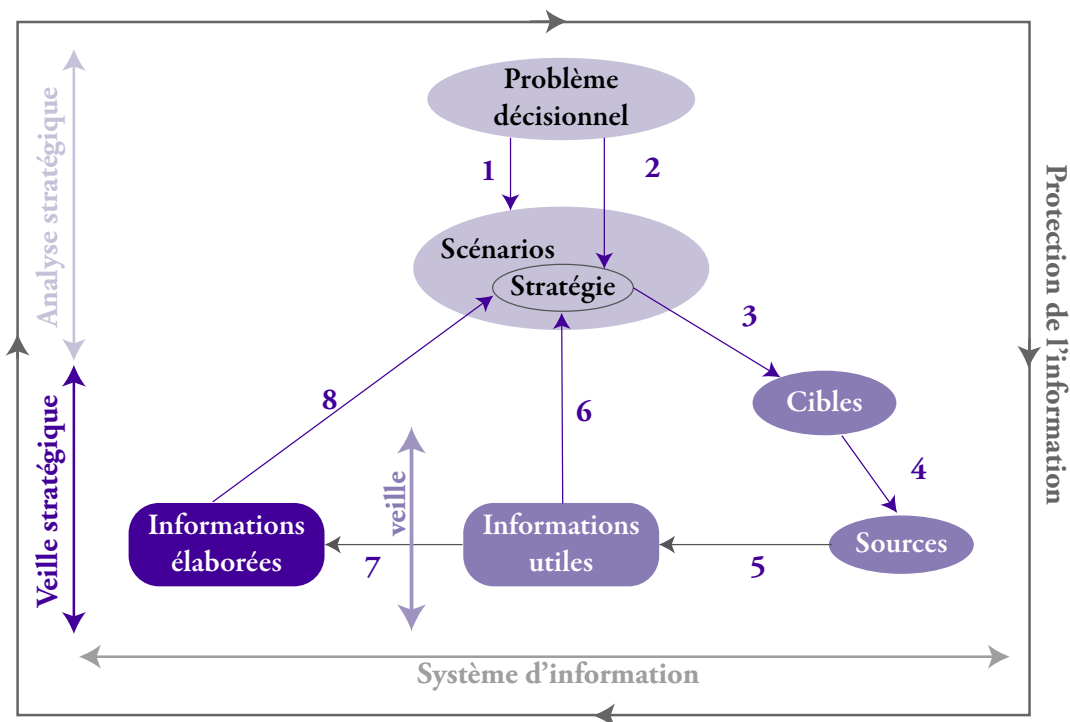 Problème
décisionnel
1
2
Analyse stratégique
Scénarios
Stratégie
3
Protection de l'information
Cibles
8
6
4
Veille stratégique
veille
Informations
élaborées
7
Informations
utiles
5
Sources
Système d'information